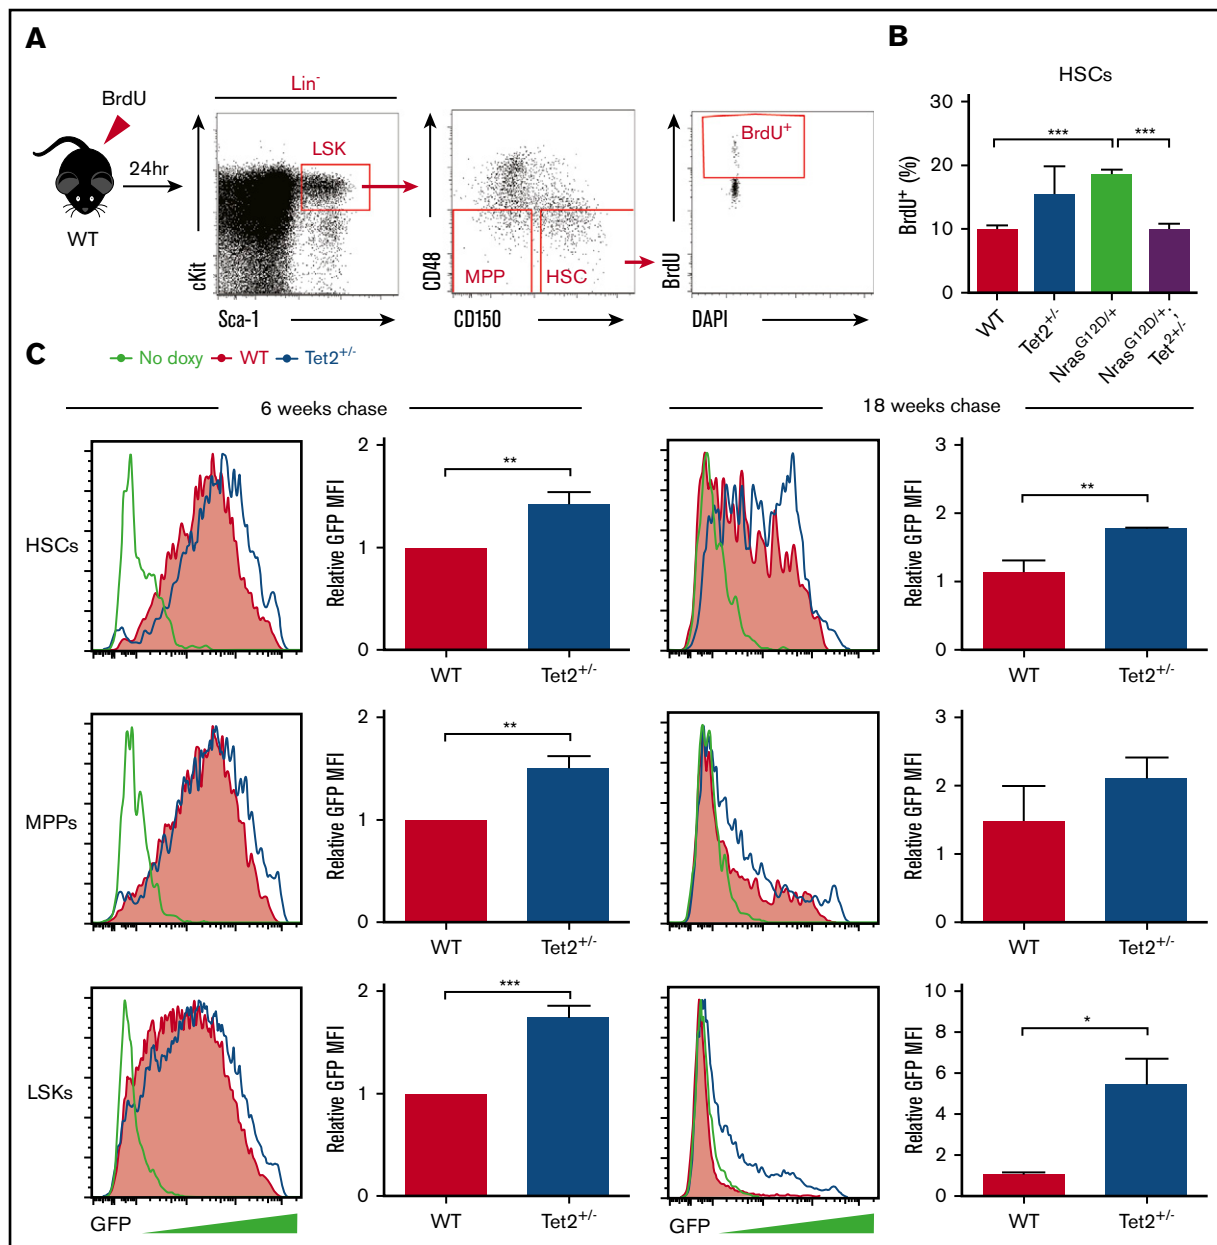 A
BrdU
24hr
WT
Lin-
LSK
cKit
Sca-1
CD48
MPP
HSC
CD150
BrdU+
BrdU
DAPI
B
HSCs
BrdU+ (%)
30
20
10
0
***
***
WT
Tet2+/-
NrasG12D/+
NrasG12D/+;
Tet2+/-
C
No doxy WT Tet2+/-
6 weeks chase
18 weeks chase
HSCs
Relative GFP MFI
2
1
0
**
WT
Tet2+/-
Relative GFP MFI
3
2
1
0
**
WT
Tet2+/-
MPPs
Relative GFP MFI
2
1
0
**
WT
Tet2+/-
Relative GFP MFI
3
2
1
0
WT
Tet2+/-
LSKs
GFP
Relative GFP MFI
2
1
0
***
WT
Tet2+/-
GFP
Relative GFP MFI
10
8
6
4
2
0
*
WT
Tet2+/-